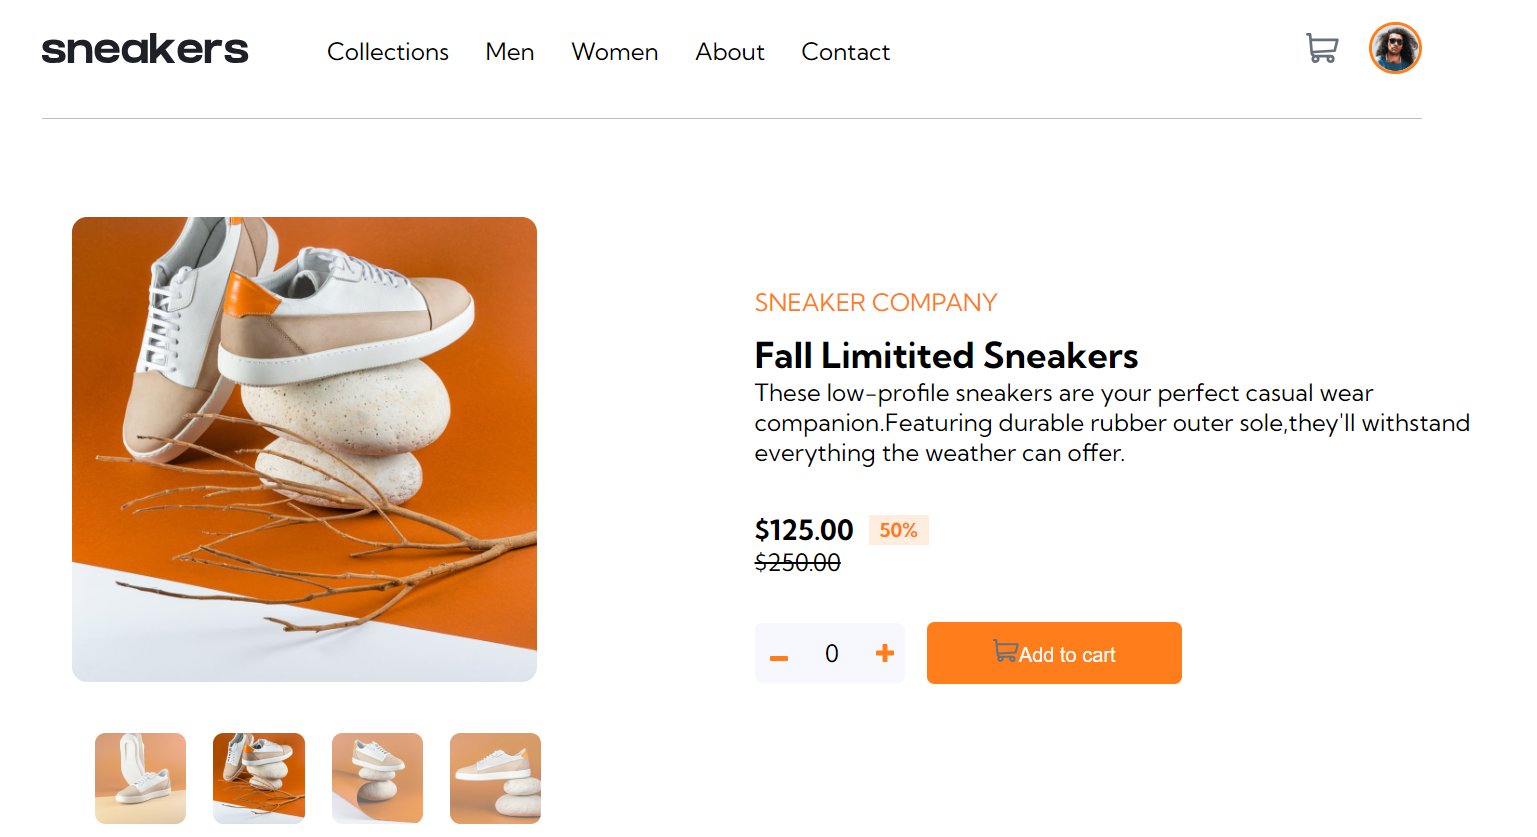 sneakers
Collections Men Women About Contact
SNEAKER COMPANY
Fall Limitited Sneakers
These low-profile sneakers are your perfect casual wear
companion.Featuring durable rubber outer sole,they'll withstand
everything the weather can offer.
$125.00 50%
$250.00
0
Add to cart